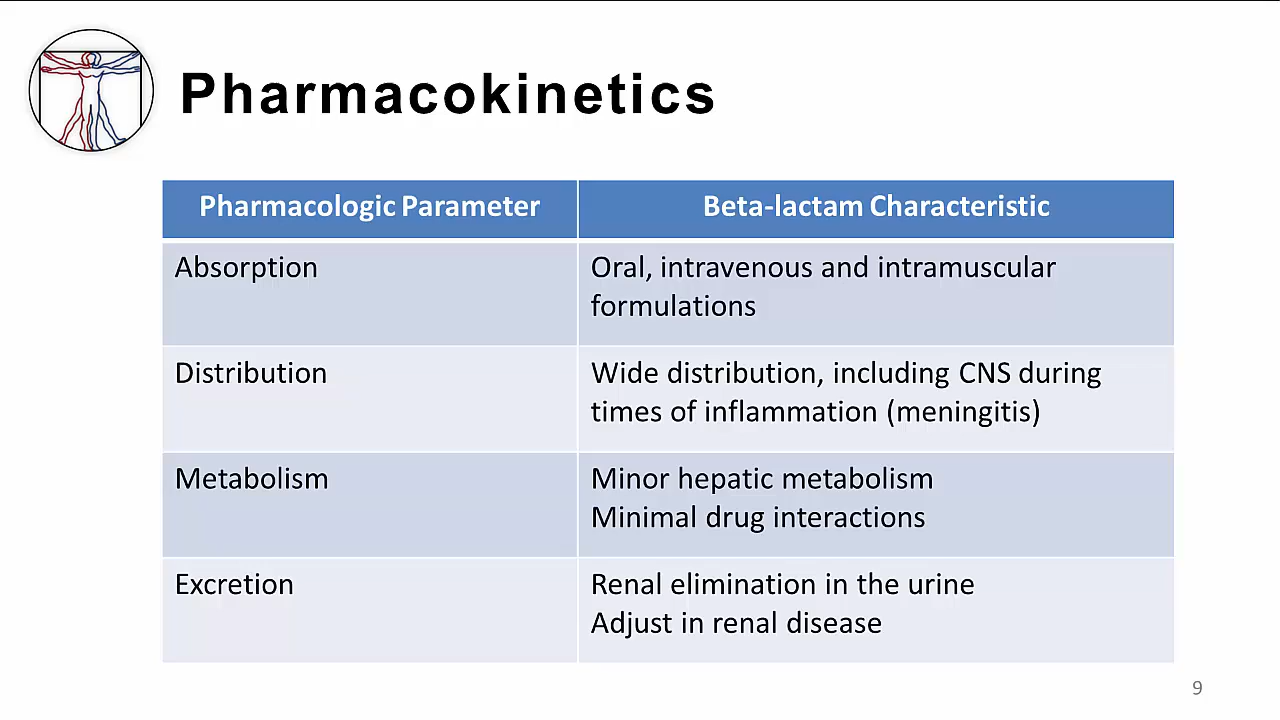 Pharmacokinetics
Pharmacologic Parameter
Beta-lactam Characteristic
Absorption
Oral, intravenous and intramuscular
formulations
Distribution
Wide distribution, including CNS during
times of inflammation (meningitis)
Metabolism
Minor hepatic metabolism
Minimal drug interactions
Excretion
Renal elimination in the urine
Adjust in renal disease
9